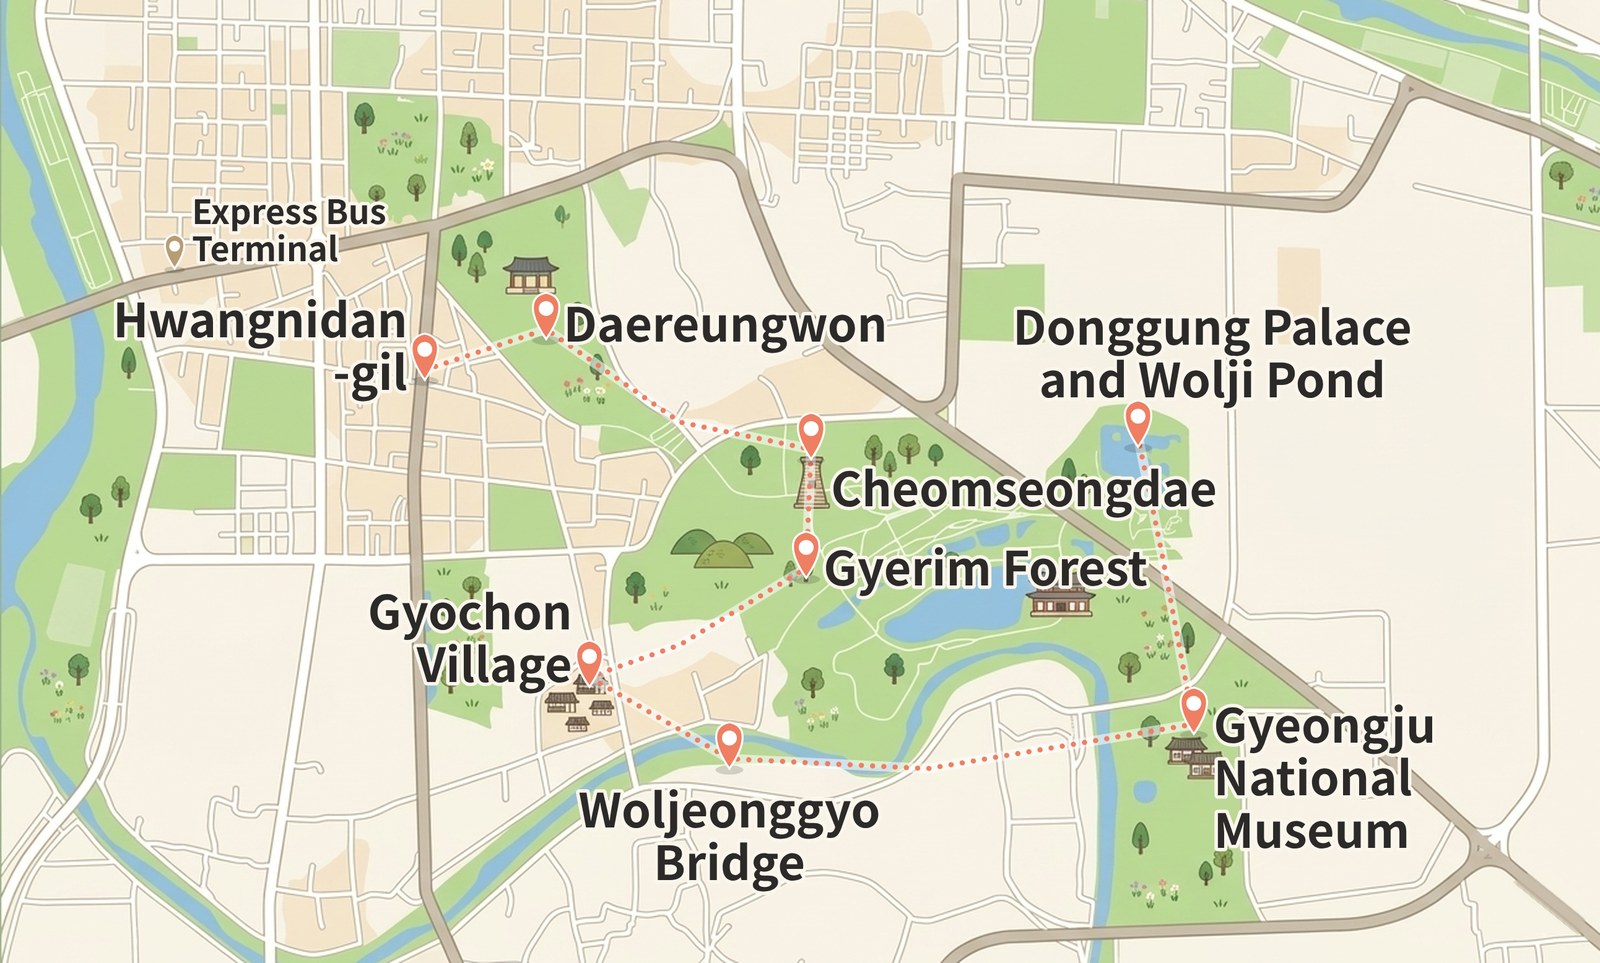 Express Bus
Terminal
Hwangnidan
-gil
Daereungwon
Donggung Palace
and Wolji Pond
Cheomseongdae
Gyerim Forest
Gyochon
Village
Gyeongju
National
Museum
Woljeonggyo
Bridge